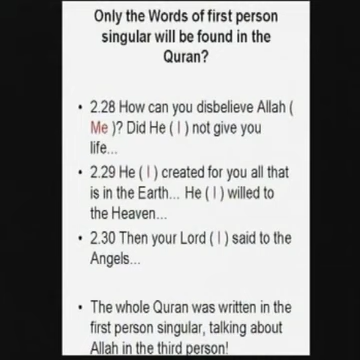 Only the Words of first person
singular will be found in the
Quran?
• 2.28 How can you disbelieve Allah (
Me )? Did He ( I ) not give you
life...
• 2.29 He ( I ) created for you all that
is in the Earth... He ( I ) willed to
the Heaven...
• 2.30 Then your Lord ( I ) said to the
Angels...
• The whole Quran was written in the
first person singular, talking about
Allah in the third person!